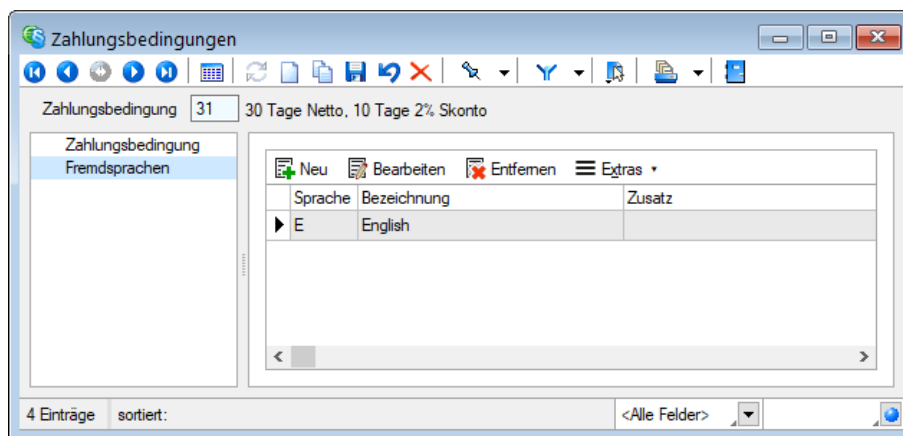 Zahlungsbedingungen
Zahlungsbedingung 31 30 Tage Netto, 10 Tage 2% Skonto
Zahlungsbedingung
Fremdsprachen
Neu Bearbeiten Entfernen Extras
Sprache Bezeichnung Zusatz
E English
4 Einträge sortiert: <Alle Felder>